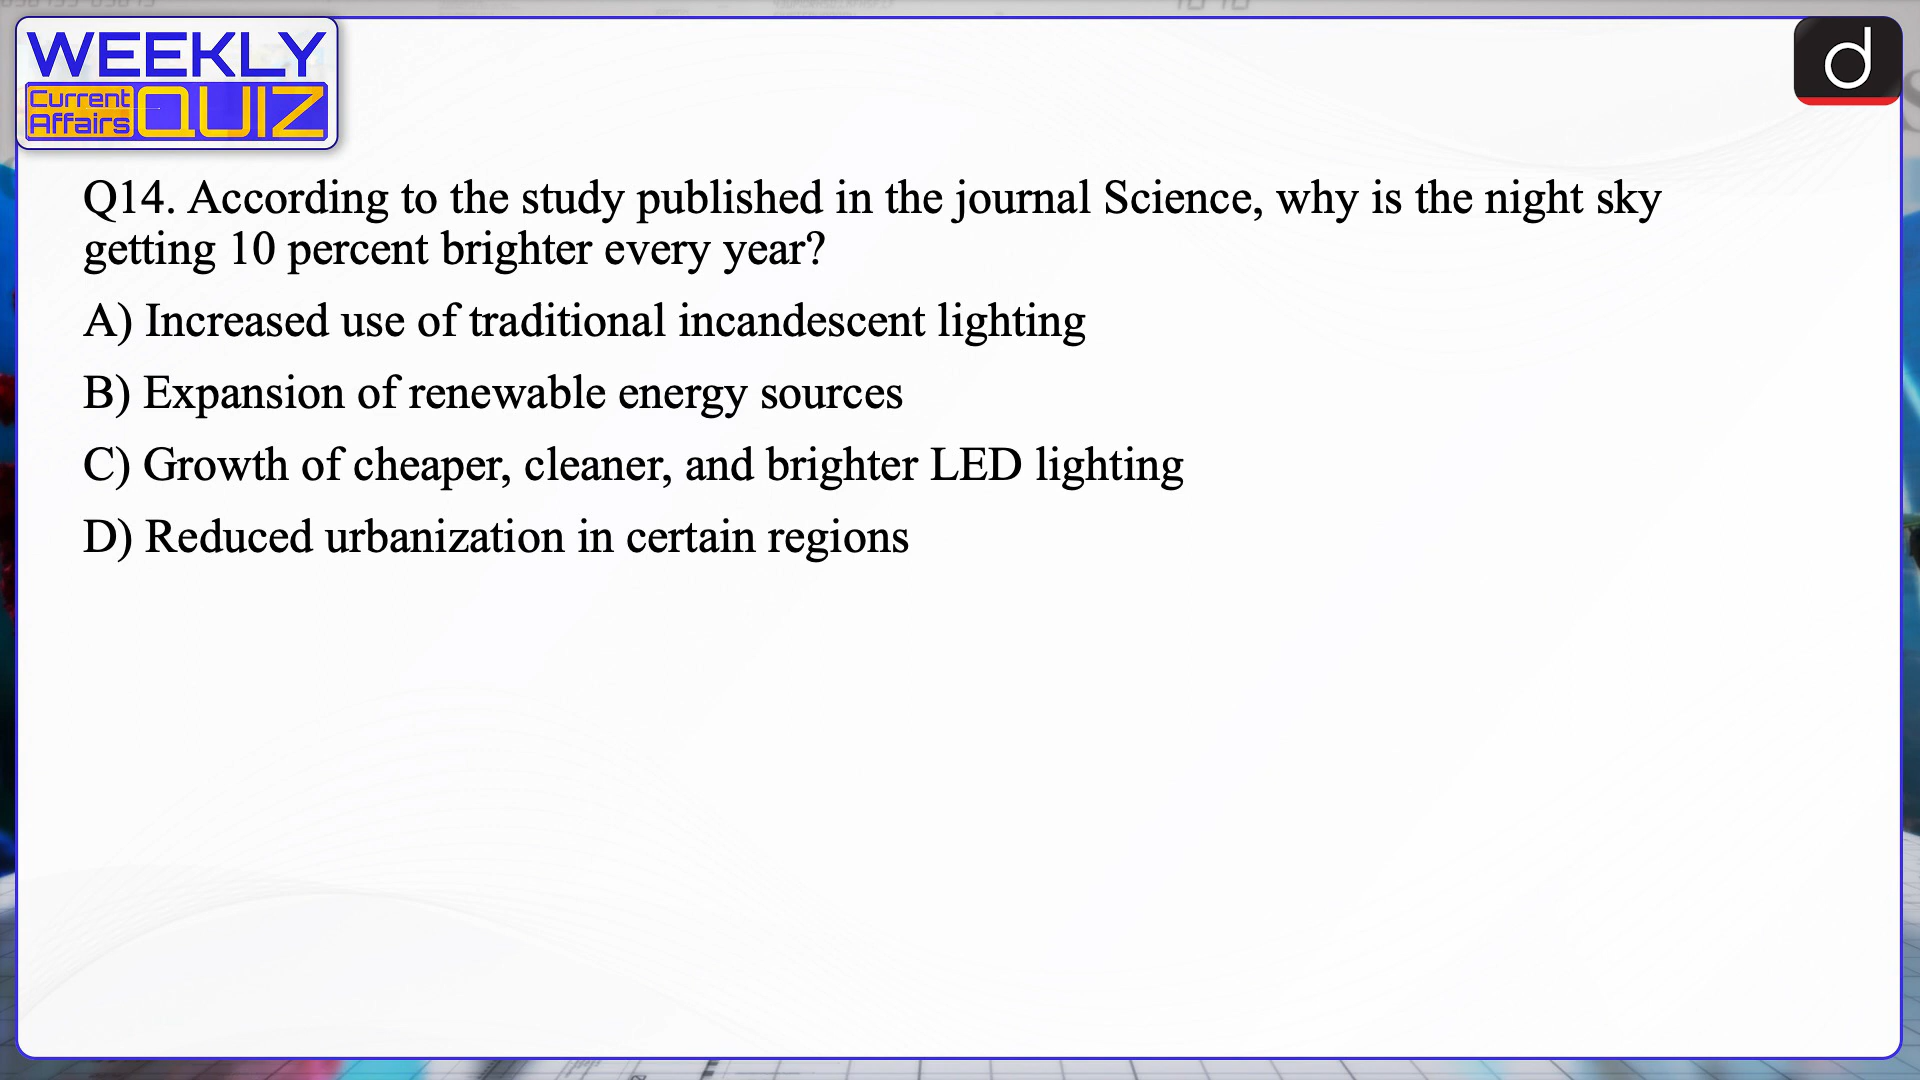 WEEKLY
Current
Affairs
QUIZ
d
Q14. According to the study published in the journal Science, why is the night sky
getting 10 percent brighter every year?
A) Increased use of traditional incandescent lighting
B) Expansion of renewable energy sources
C) Growth of cheaper, cleaner, and brighter LED lighting
D) Reduced urbanization in certain regions